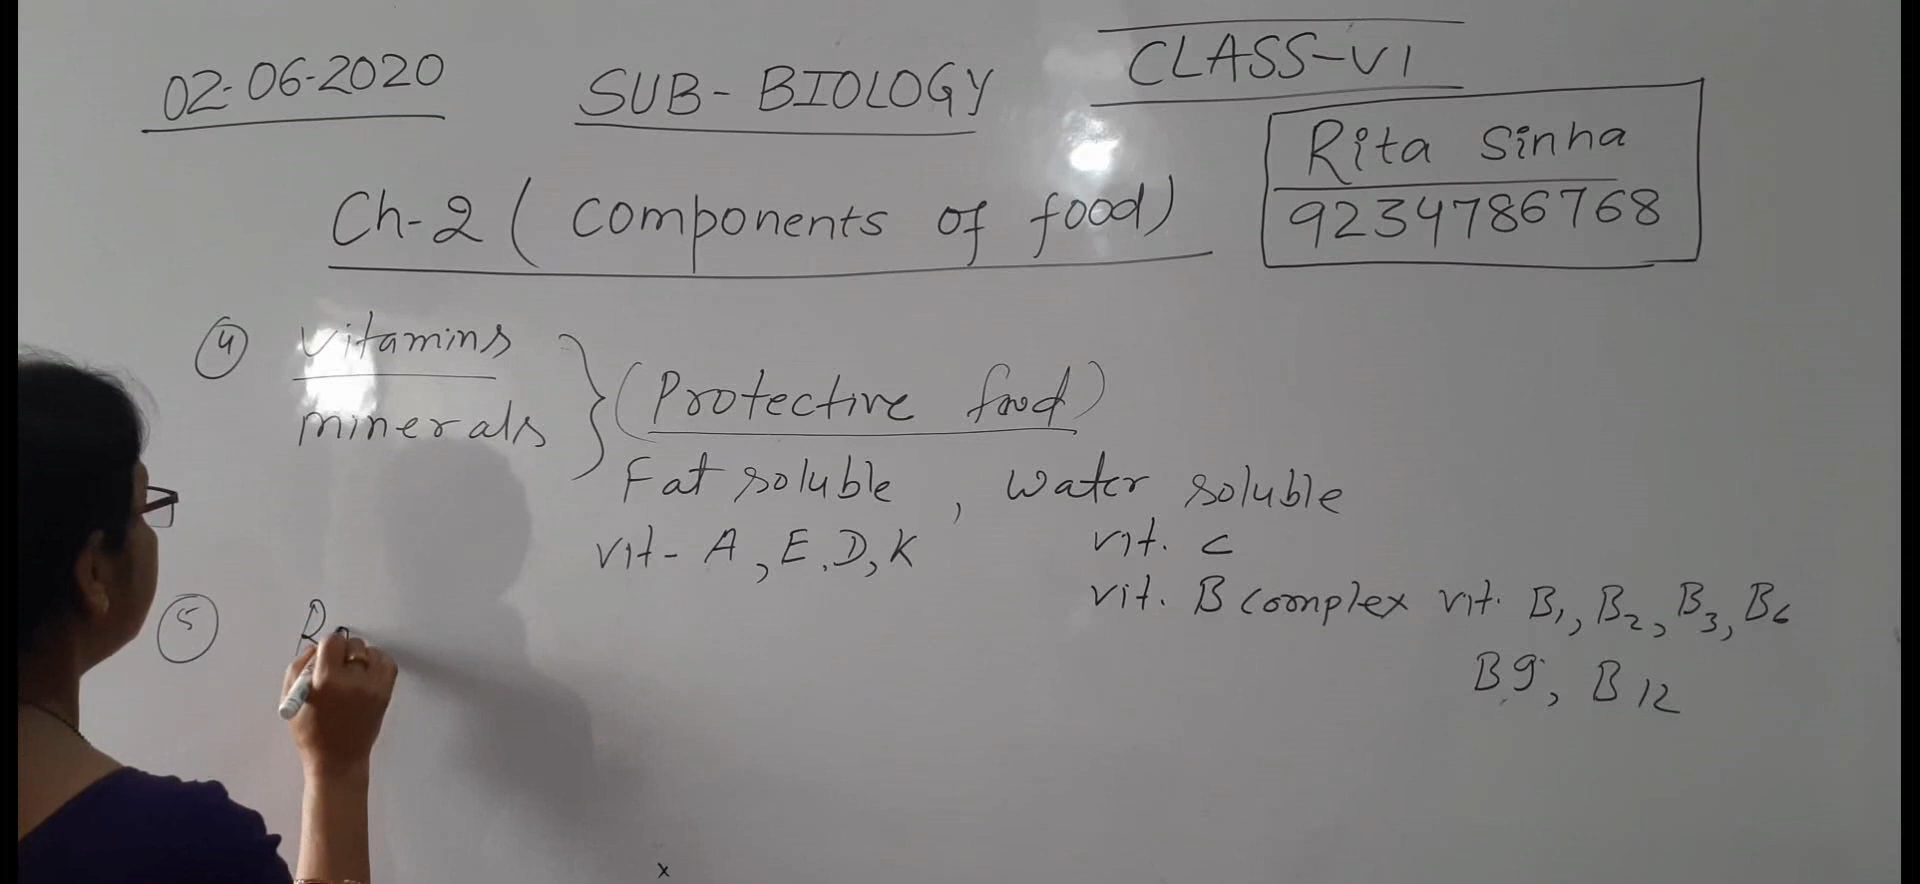 02-06-2020 SUB- BIOLOGY CLASS-VI
Rita Sinha
9234786768
Ch-2 ( components of food)
4 vitamins
minerals
(Protective food)
Fat soluble , water soluble
vit- A, E, D, K
vit. C
vit. B complex vit. B1, B2, B3, B6
B9, B12
5